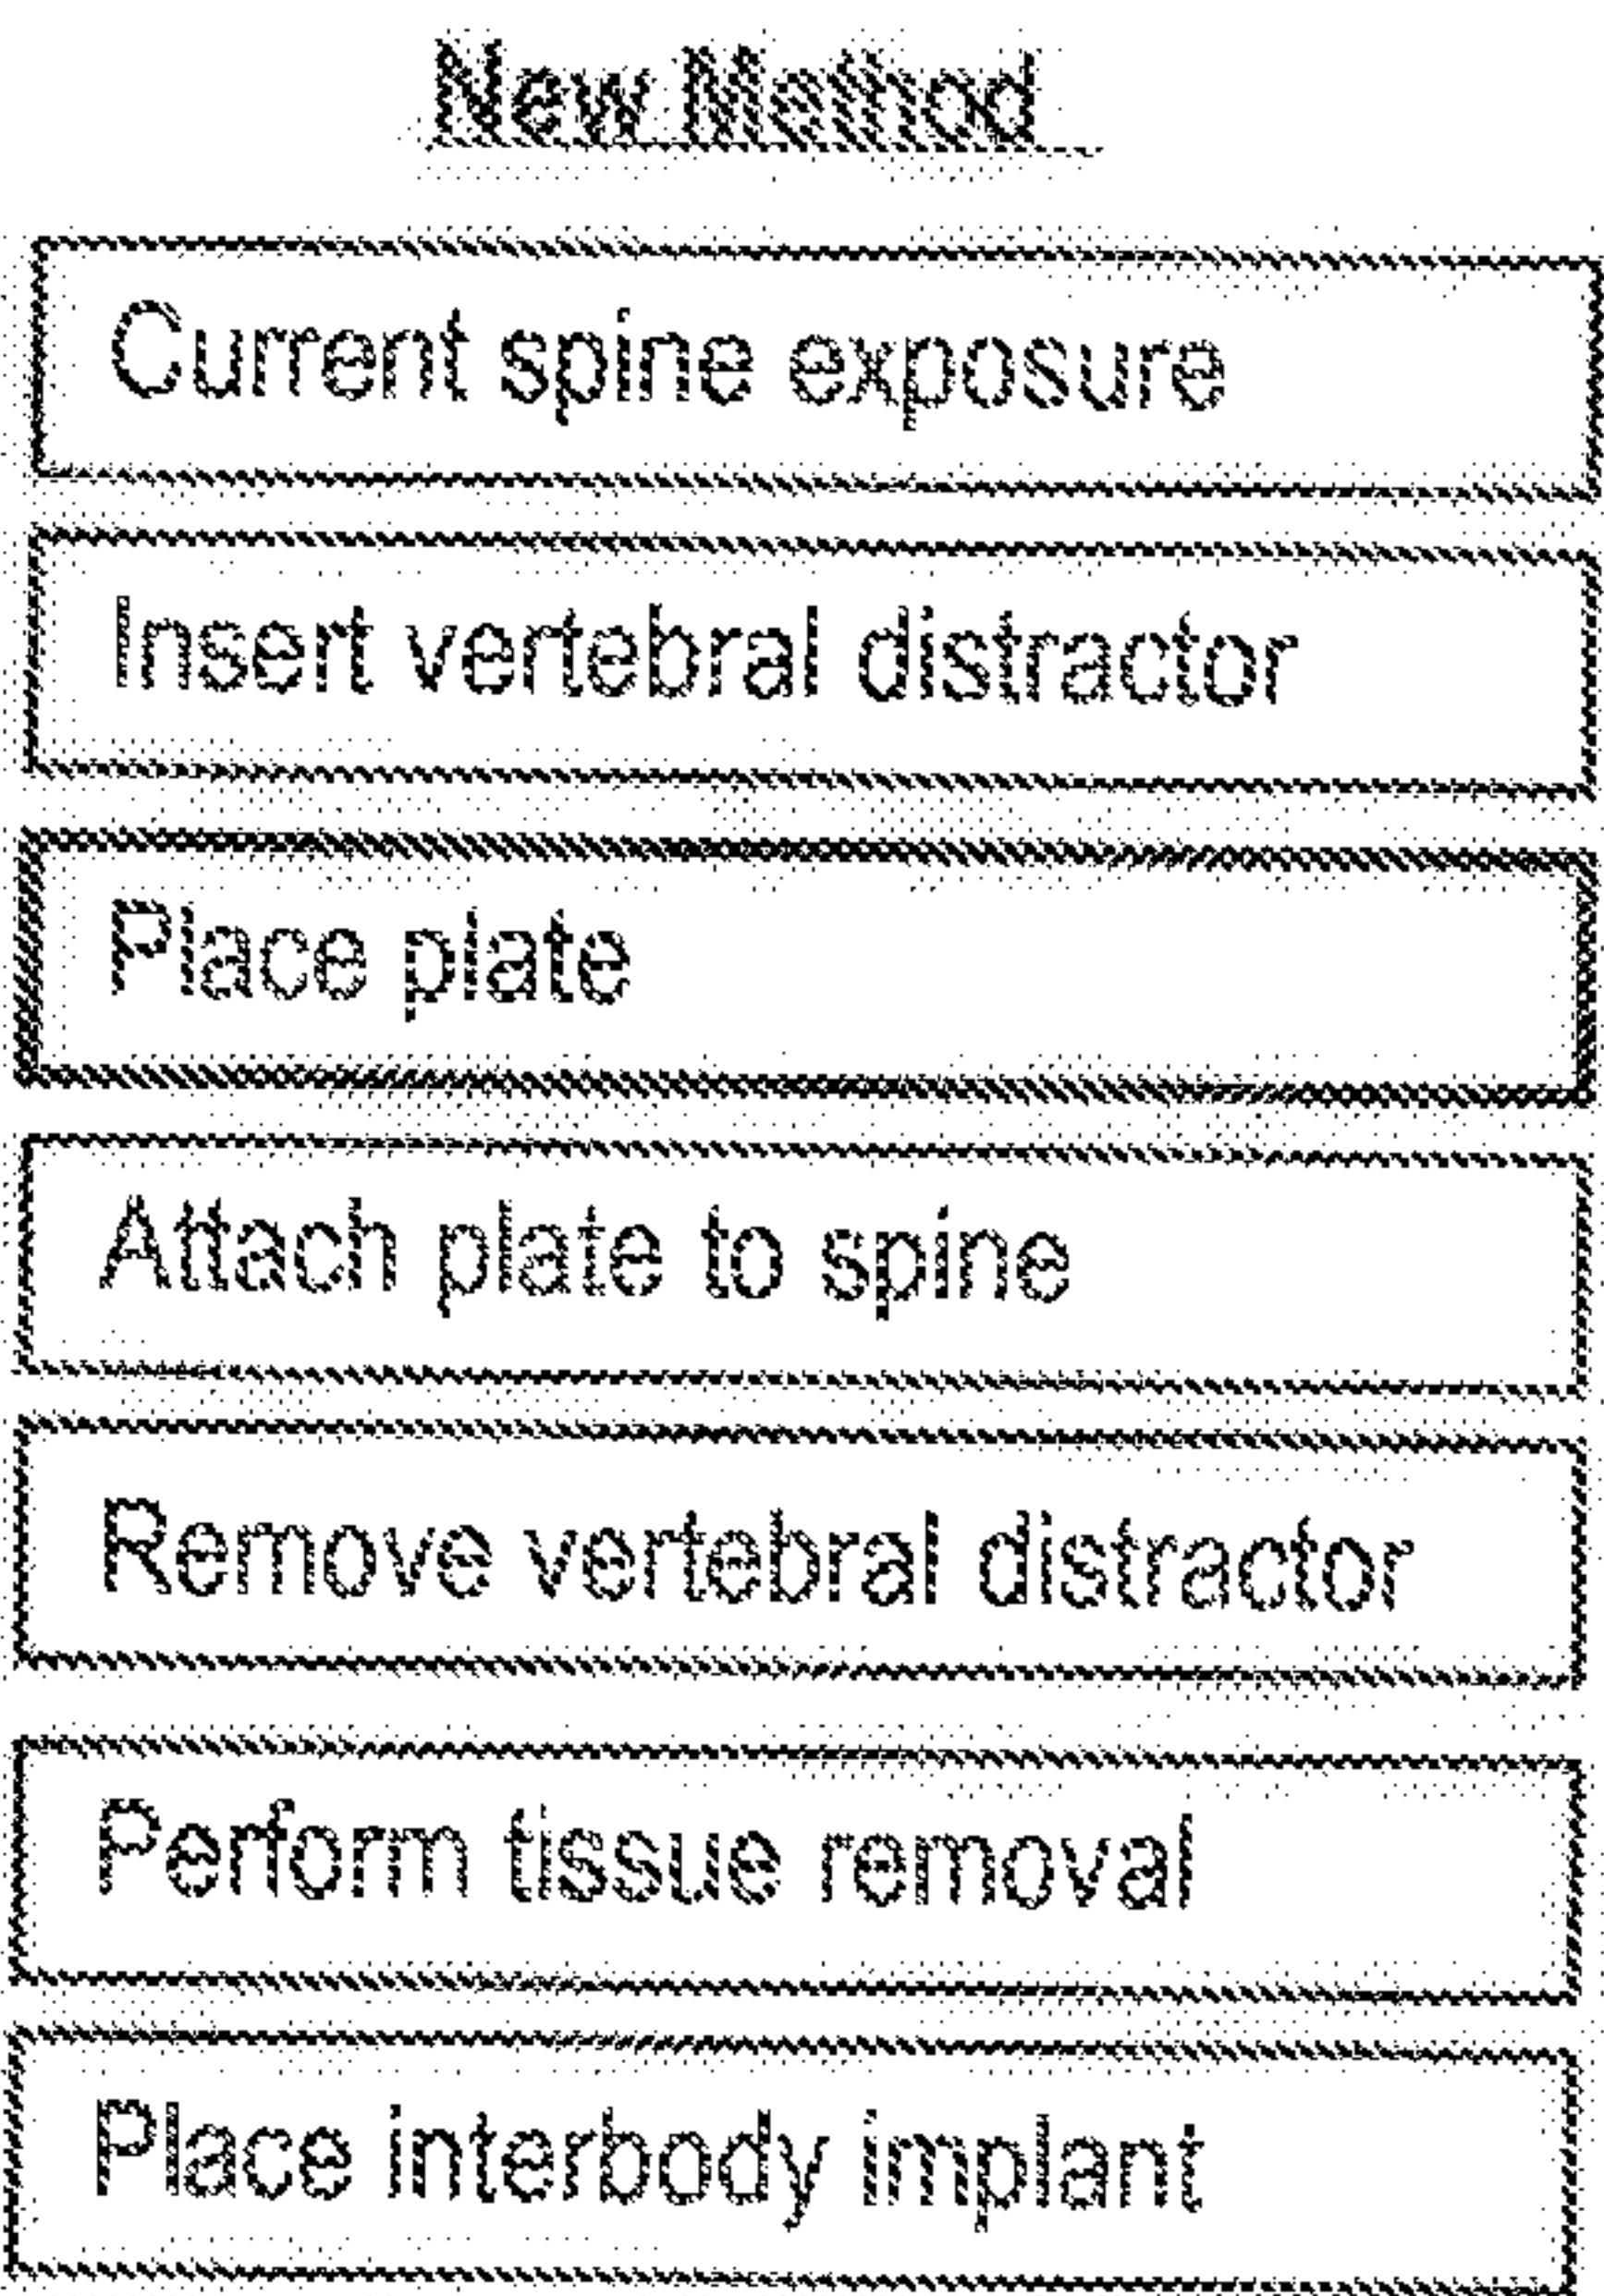 New Method
Current spine exposure
Insert vertebral distractor
Place plate
Attach plate to spine
Remove vertebral distractor
Perform tissue removal
Place interbody implant